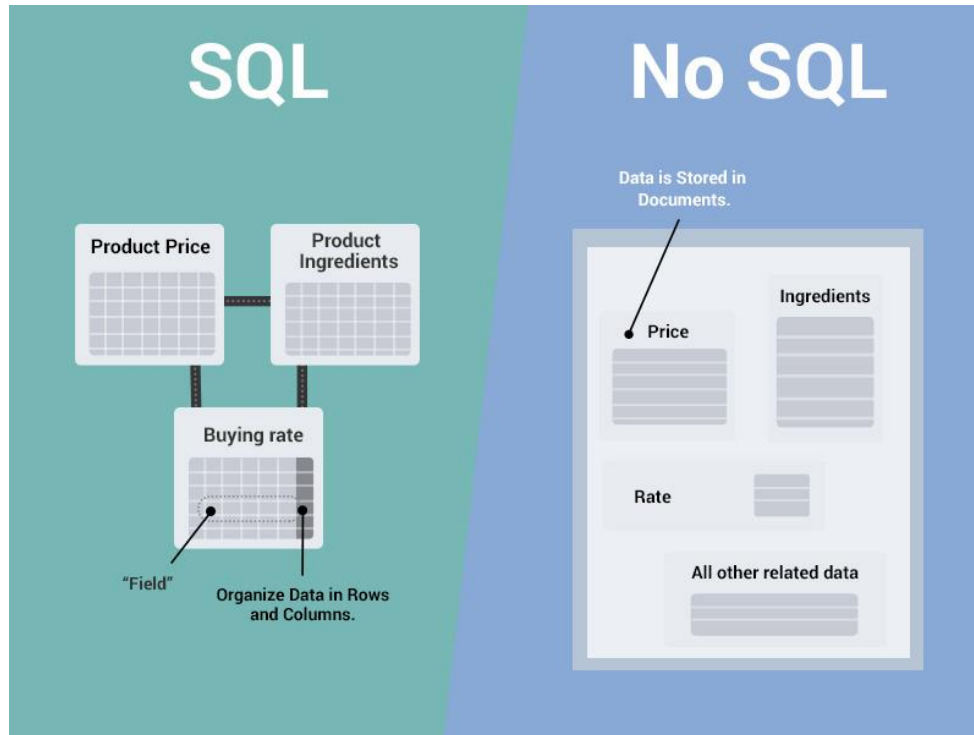 SQL
No SQL
Product Price
Product
Ingredients
Buying rate
“Field”
Organize Data in Rows
and Columns.
Data is Stored in
Documents.
Price
Ingredients
Rate
All other related data